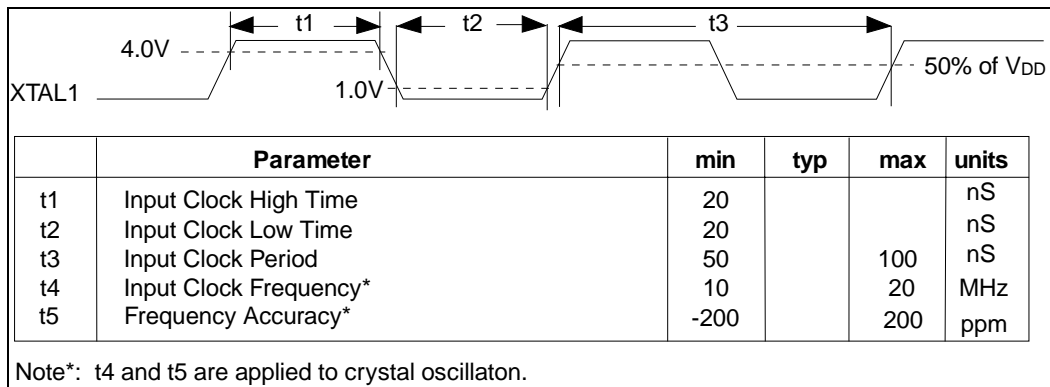 t1 t2 t3
4.0V
50% of VDD
XTAL1 1.0V
Parameter min typ max units
t1 Input Clock High Time 20 nS
t2 Input Clock Low Time 20 nS
t3 Input Clock Period 50 100 nS
t4 Input Clock Frequency* 10 20 MHz
t5 Frequency Accuracy* -200 200 ppm
Note*: t4 and t5 are applied to crystal oscillaton.